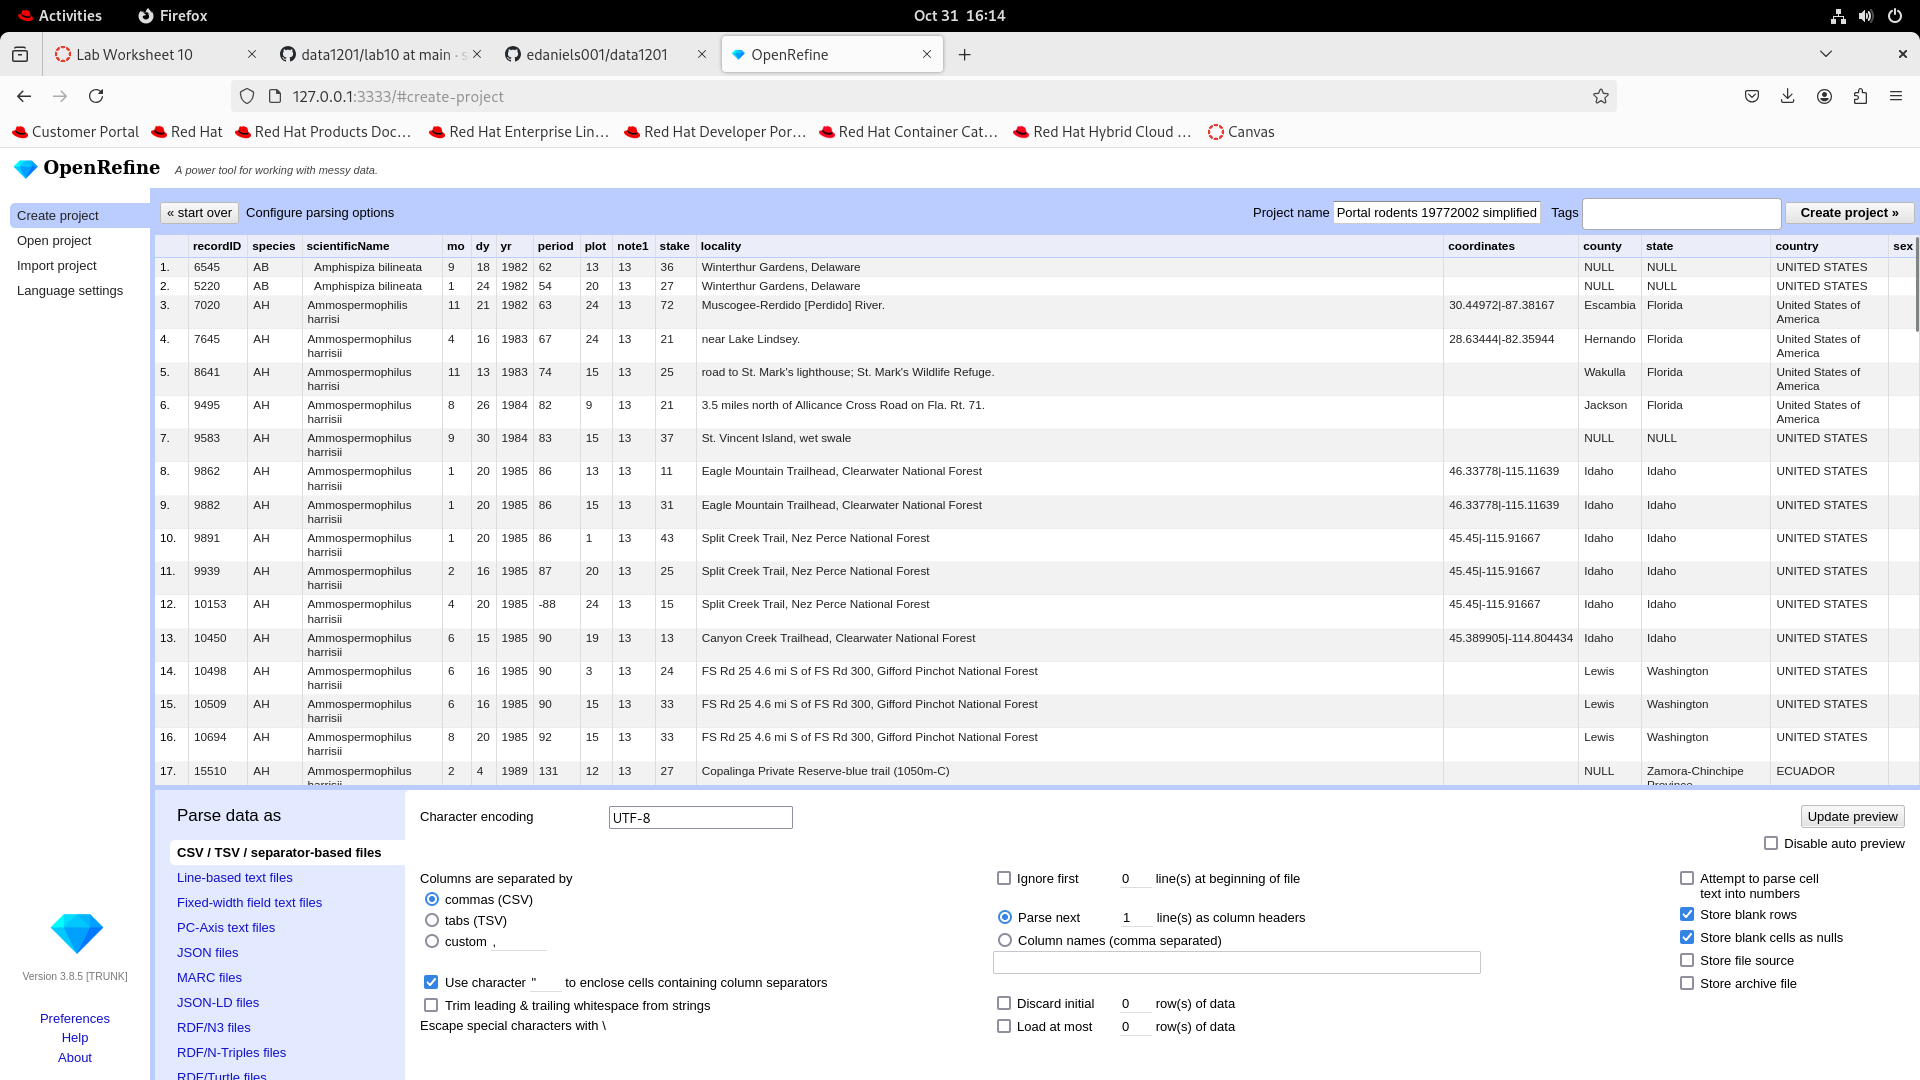 Activities Firefox Oct 31 16:14
Lab Worksheet 10 data1201/lab10 at main · s edaniels001/data1201 OpenRefine
127.0.0.1:3333/#create-project
Customer Portal Red Hat Red Hat Products Doc… Red Hat Enterprise Lin… Red Hat Developer Por… Red Hat Container Cat… Red Hat Hybrid Cloud … Canvas
OpenRefine A power tool for working with messy data.
Create project
Open project
Import project
Language settings
« start over Configure parsing options Project name Portal rodents 19772002 simplified Tags Create project »
recordID species scientificName mo dy yr period plot note1 stake locality coordinates county state country sex
1. 6545 AB Amphispiza bilineata 9 18 1982 62 13 13 36 Winterthur Gardens, Delaware NULL NULL UNITED STATES
2. 5220 AB Amphispiza bilineata 1 24 1982 54 20 13 27 Winterthur Gardens, Delaware NULL NULL UNITED STATES
3. 7020 AH Ammospermophilis 11 21 1982 63 24 13 72 Muscogee-Rerdido [Perdido] River. 30.44972|-87.38167 Escambia Florida United States of
harrisi America
4. 7645 AH Ammospermophilus 4 16 1983 67 24 13 21 near Lake Lindsey. 28.63444|-82.35944 Hernando Florida United States of
harrisii America
5. 8641 AH Ammospermophilus 11 13 1983 74 15 13 25 road to St. Mark's lighthouse; St. Mark's Wildlife Refuge. Wakulla Florida United States of
harrisi America
6. 9495 AH Ammospermophilus 8 26 1984 82 9 13 21 3.5 miles north of Allicance Cross Road on Fla. Rt. 71. Jackson Florida United States of
harrisii America
7. 9583 AH Ammospermophilus 9 30 1984 83 15 13 37 St. Vincent Island, wet swale NULL NULL UNITED STATES
harrisii
8. 9862 AH Ammospermophilus 1 20 1985 86 13 13 11 Eagle Mountain Trailhead, Clearwater National Forest 46.33778|-115.11639 Idaho Idaho UNITED STATES
harrisii
9. 9882 AH Ammospermophilus 1 20 1985 86 15 13 31 Eagle Mountain Trailhead, Clearwater National Forest 46.33778|-115.11639 Idaho Idaho UNITED STATES
harrisii
10. 9891 AH Ammospermophilus 1 20 1985 86 1 13 43 Split Creek Trail, Nez Perce National Forest 45.45|-115.91667 Idaho Idaho UNITED STATES
harrisii
11. 9939 AH Ammospermophilus 2 16 1985 87 20 13 25 Split Creek Trail, Nez Perce National Forest 45.45|-115.91667 Idaho Idaho UNITED STATES
harrisii
12. 10153 AH Ammospermophilus 4 20 1985 -88 24 13 15 Split Creek Trail, Nez Perce National Forest 45.45|-115.91667 Idaho Idaho UNITED STATES
harrisii
13. 10450 AH Ammospermophilus 6 15 1985 90 19 13 13 Canyon Creek Trailhead, Clearwater National Forest 45.389905|-114.804434 Idaho Idaho UNITED STATES
harrisii
14. 10498 AH Ammospermophilus 6 16 1985 90 3 13 24 FS Rd 25 4.6 mi S of FS Rd 300, Gifford Pinchot National Forest Lewis Washington UNITED STATES
harrisii
15. 10509 AH Ammospermophilus 6 16 1985 90 15 13 33 FS Rd 25 4.6 mi S of FS Rd 300, Gifford Pinchot National Forest Lewis Washington UNITED STATES
harrisii
16. 10694 AH Ammospermophilus 8 20 1985 92 15 13 33 FS Rd 25 4.6 mi S of FS Rd 300, Gifford Pinchot National Forest Lewis Washington UNITED STATES
harrisii
17. 15510 AH Ammospermophilus 2 4 1989 131 12 13 27 Copalinga Private Reserve-blue trail (1050m-C) NULL Zamora-Chinchipe ECUADOR
harrisii Province
Parse data as
CSV / TSV / separator-based files
Line-based text files
Fixed-width field text files
PC-Axis text files
JSON files
MARC files
JSON-LD files
RDF/N3 files
RDF/N-Triples files
RDF/Turtle files
Version 3.8.5 [TRUNK]
Preferences
Help
About
Character encoding UTF-8
Update preview
Disable auto preview
Columns are separated by
commas (CSV)
tabs (TSV)
custom ,
Use character " to enclose cells containing column separators
Trim leading & trailing whitespace from strings
Escape special characters with \
Ignore first 0 line(s) at beginning of file
Parse next 1 line(s) as column headers
Column names (comma separated)
Discard initial 0 row(s) of data
Load at most 0 row(s) of data
Attempt to parse cell
text into numbers
Store blank rows
Store blank cells as nulls
Store file source
Store archive file